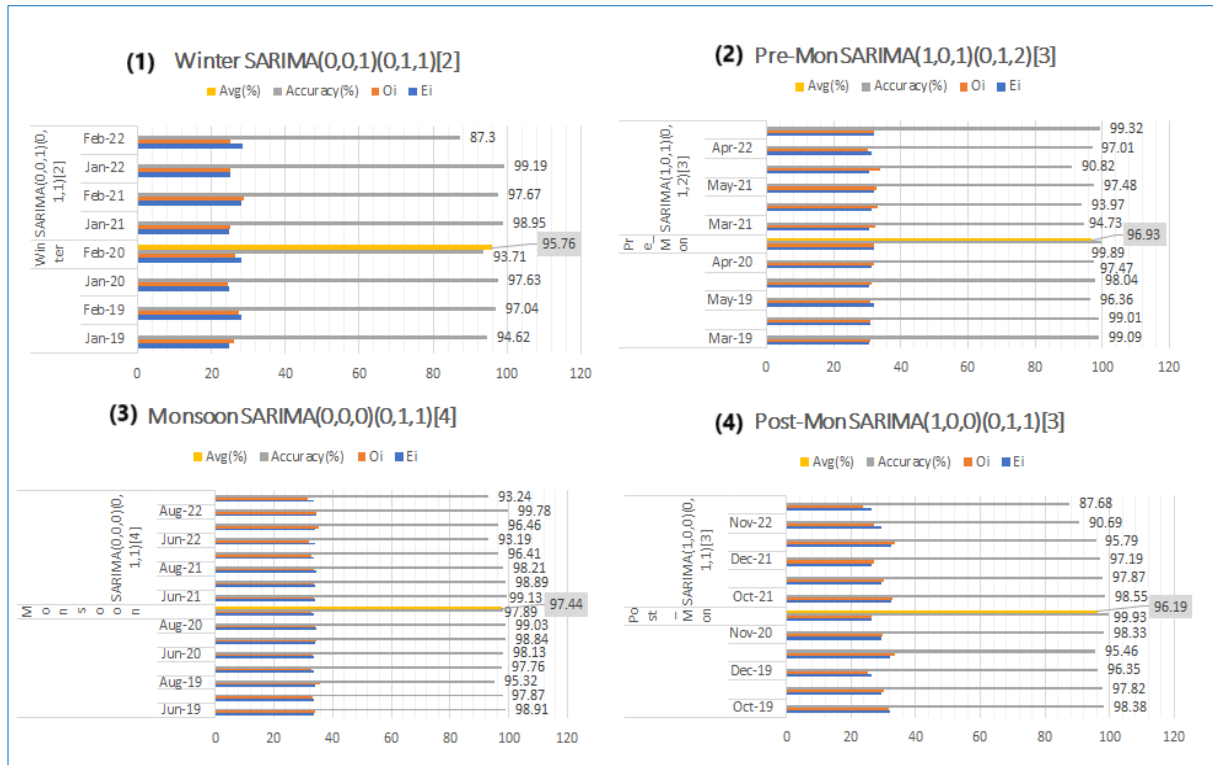 (1) Winter SARIMA(0,0,1)(0,1,1)[2]
Avg(%) Accuracy(%) Oi Ei
SARIMA(0,0,1)(0,
1,1)[2]
Win
ter
Feb-22 87.3
Jan-22 99.19
Feb-21 97.67
Jan-21 98.95
95.76
Feb-20 93.71
Jan-20 97.63
Feb-19 97.04
Jan-19 94.62
0 20 40 60 80 100 120
(2) Pre-Mon SARIMA(1,0,1)(0,1,2)[3]
Avg(%) Accuracy(%) Oi Ei
SARIMA(1,0,1)(0,
1,2)[3]
Pr
e_
M
on
99.32
Apr-22 97.01
90.82
May-21 97.48
93.97
Mar-21 94.73
96.93
99.89
Apr-20 97.47
98.04
May-19 96.36
99.01
Mar-19 99.09
0 20 40 60 80 100 120
(3) Monsoon SARIMA(0,0,0)(0,1,1)[4]
Avg(%) Accuracy(%) Oi Ei
SARIMA(0,0,0)(0,
1,1)[4]
M o n s o o n
93.24
Aug-22 99.78
96.46
Jun-22 93.19
96.41
Aug-21 98.21
98.89
Jun-21 99.13
97.44
97.89
Aug-20 99.03
98.84
Jun-20 98.13
97.76
Aug-19 95.32
97.87
Jun-19 98.91
0 20 40 60 80 100 120
(4) Post-Mon SARIMA(1,0,0)(0,1,1)[3]
Avg(%) Accuracy(%) Oi Ei
SARIMA(1,0,0)(0,
1,1)[3]
Po
st
_
M
on
87.68
Nov-22 90.69
95.79
Dec-21 97.19
97.87
Oct-21 98.55
96.19
99.93
Nov-20 98.33
95.46
Dec-19 96.35
97.82
Oct-19 98.38
0 20 40 60 80 100 120